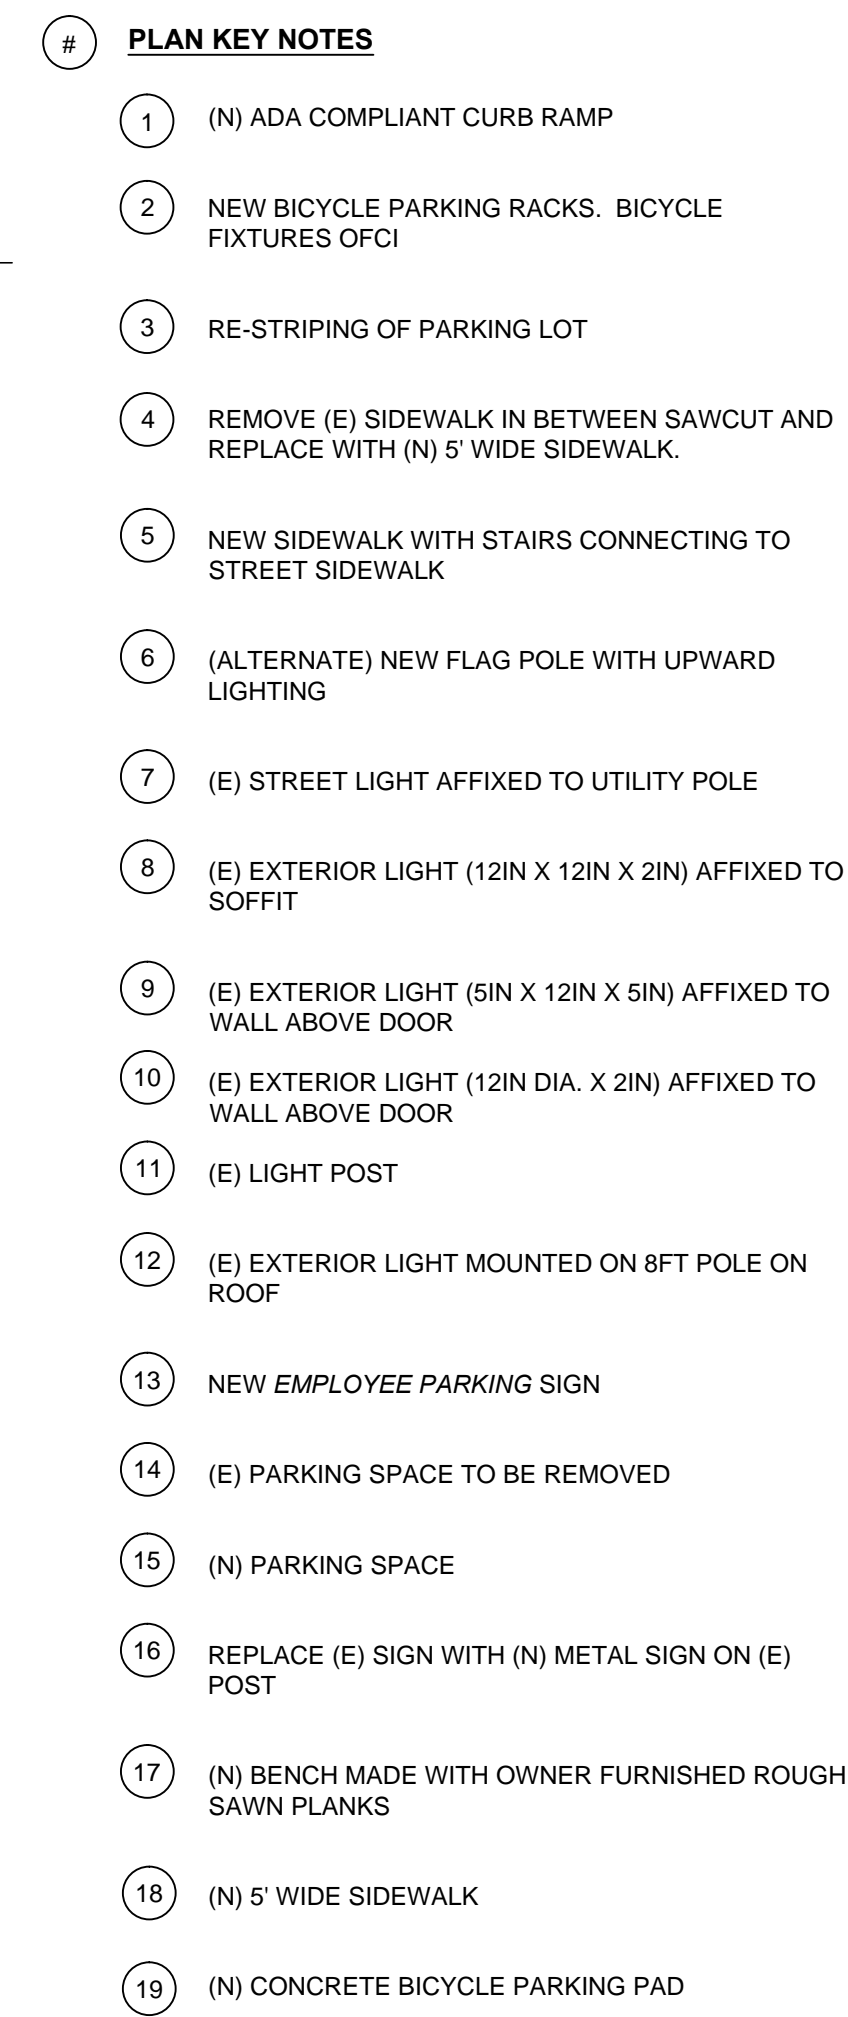 # PLAN KEY NOTES
1 (N) ADA COMPLIANT CURB RAMP
2 NEW BICYCLE PARKING RACKS. BICYCLE
FIXTURES OFCI
3 RE-STRIPING OF PARKING LOT
4 REMOVE (E) SIDEWALK IN BETWEEN SAWCUT AND
REPLACE WITH (N) 5' WIDE SIDEWALK.
5 NEW SIDEWALK WITH STAIRS CONNECTING TO
STREET SIDEWALK
6 (ALTERNATE) NEW FLAG POLE WITH UPWARD
LIGHTING
7 (E) STREET LIGHT AFFIXED TO UTILITY POLE
8 (E) EXTERIOR LIGHT (12IN X 12IN X 2IN) AFFIXED TO
SOFFIT
9 (E) EXTERIOR LIGHT (5IN X 12IN X 5IN) AFFIXED TO
WALL ABOVE DOOR
10 (E) EXTERIOR LIGHT (12IN DIA. X 2IN) AFFIXED TO
WALL ABOVE DOOR
11 (E) LIGHT POST
12 (E) EXTERIOR LIGHT MOUNTED ON 8FT POLE ON
ROOF
13 NEW EMPLOYEE PARKING SIGN
14 (E) PARKING SPACE TO BE REMOVED
15 (N) PARKING SPACE
16 REPLACE (E) SIGN WITH (N) METAL SIGN ON (E)
POST
17 (N) BENCH MADE WITH OWNER FURNISHED ROUGH
SAWN PLANKS
18 (N) 5' WIDE SIDEWALK
19 (N) CONCRETE BICYCLE PARKING PAD